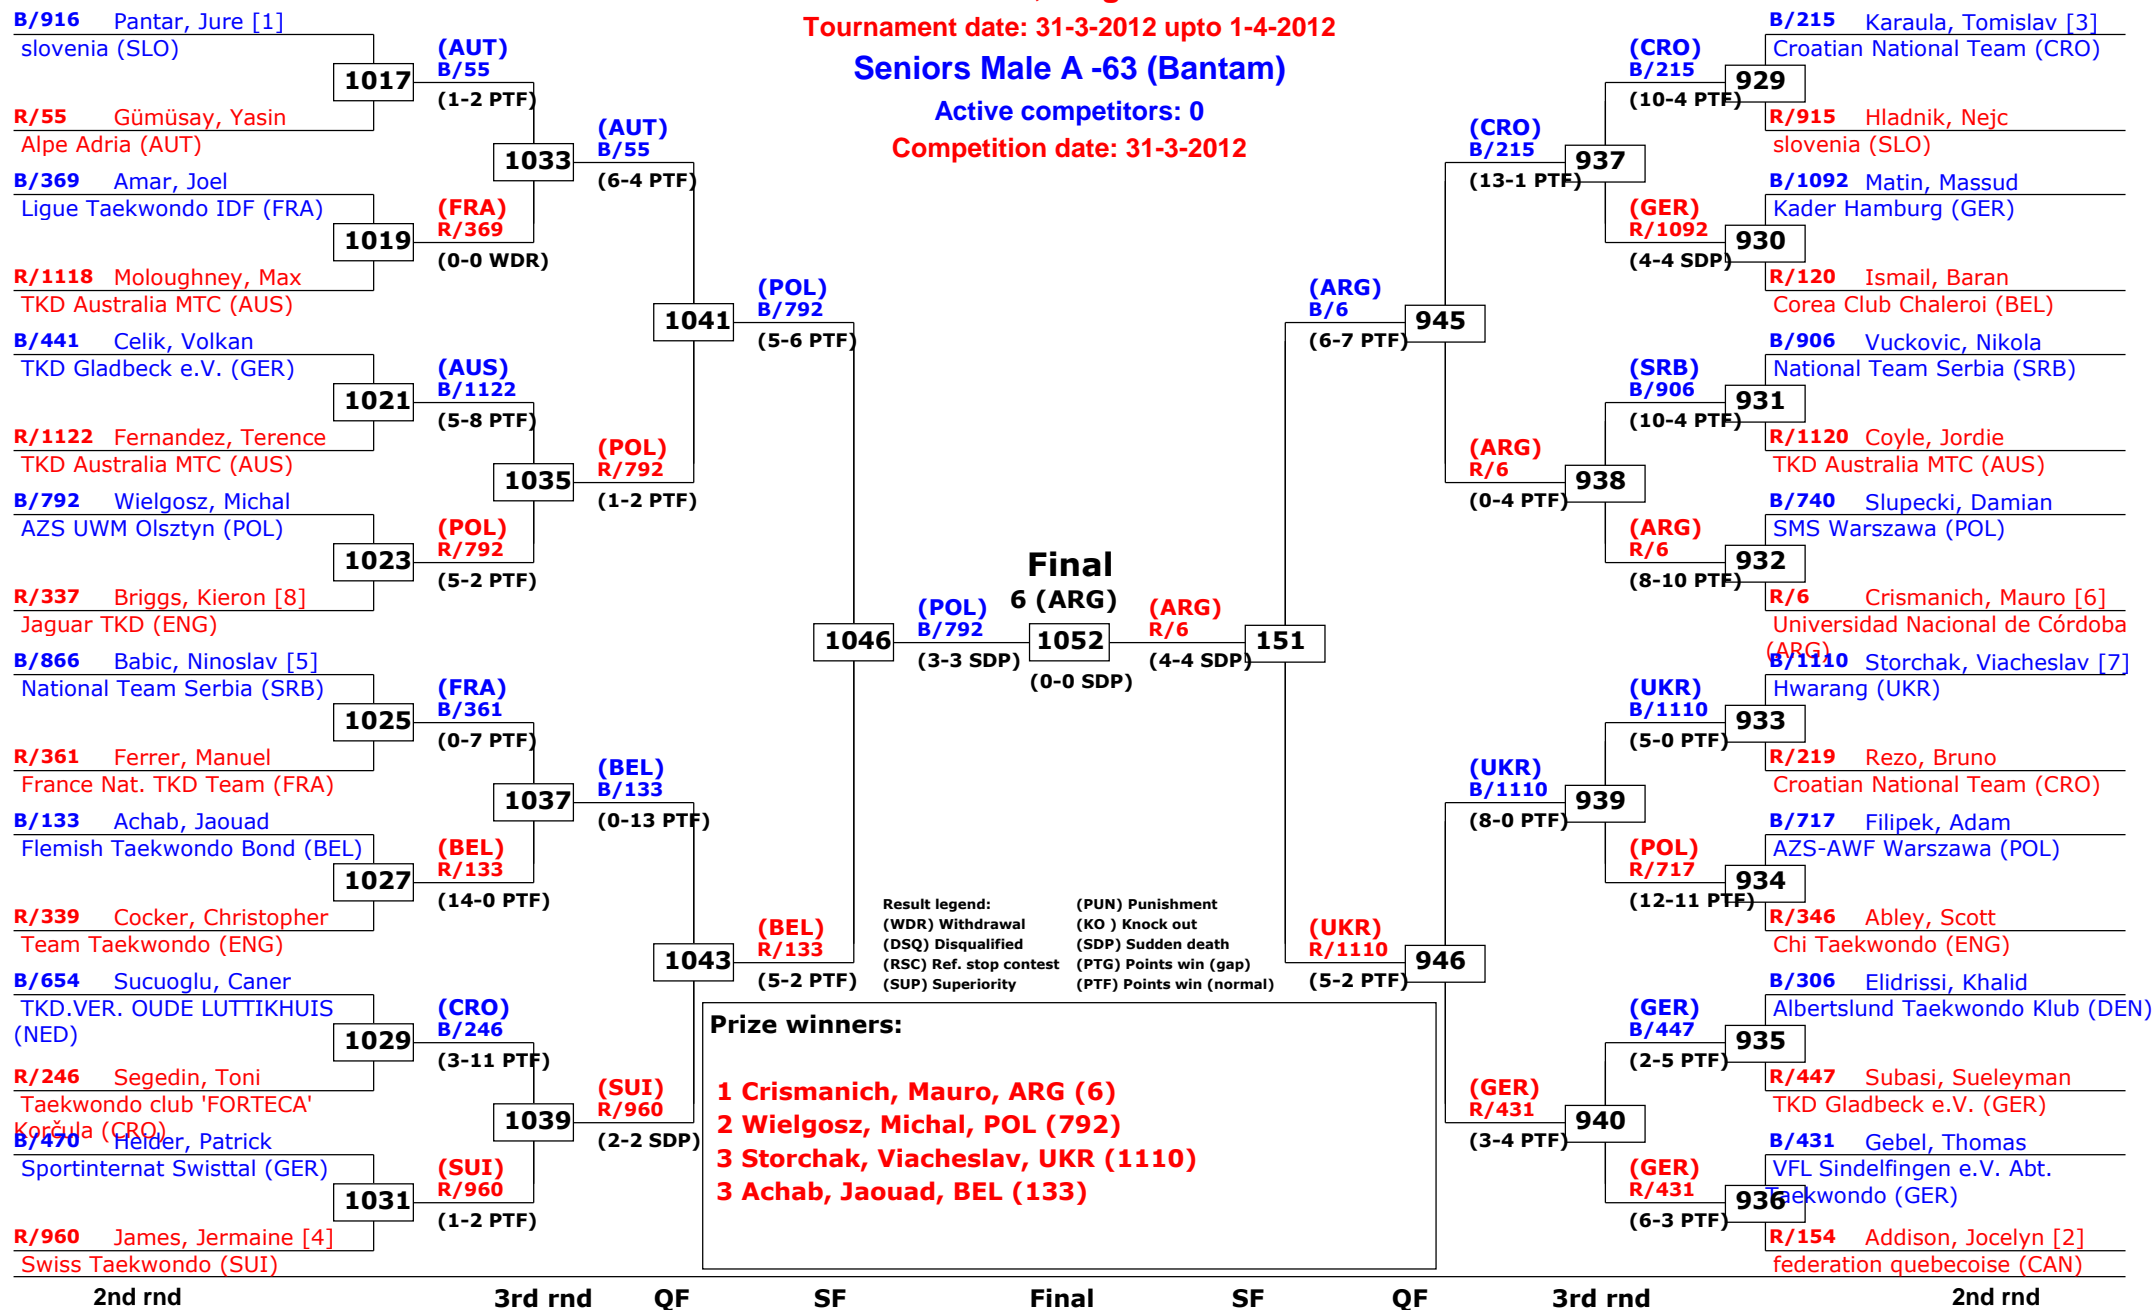 Tournament date: 31-3-2012 upto 1-4-2012
Seniors Male A -63 (Bantam)
Active competitors: 0
Competition date: 31-3-2012
B/916 Pantar, Jure [1]
slovenia (SLO)
1017
R/55 Gümüsay, Yasin
Alpe Adria (AUT)
B/369 Amar, Joel
Ligue Taekwondo IDF (FRA)
1019
R/1118 Moloughney, Max
TKD Australia MTC (AUS)
B/441 Celik, Volkan
TKD Gladbeck e.V. (GER)
1021
R/1122 Fernandez, Terence
TKD Australia MTC (AUS)
B/792 Wielgosz, Michal
AZS UWM Olsztyn (POL)
1023
R/337 Briggs, Kieron [8]
Jaguar TKD (ENG)
B/866 Babic, Ninoslav [5]
National Team Serbia (SRB)
1025
R/361 Ferrer, Manuel
France Nat. TKD Team (FRA)
B/133 Achab, Jaouad
Flemish Taekwondo Bond (BEL)
1027
R/339 Cocker, Christopher
Team Taekwondo (ENG)
B/654 Sucuoglu, Caner
TKD.VER. OUDE LUTTIKHUIS
(NED)
1029
R/246 Segedin, Toni
Taekwondo club 'FORTECA'
Korčula (CRO)
B/470 Helder, Patrick
Sportinternat Swisttal (GER)
1031
R/960 James, Jermaine [4]
Swiss Taekwondo (SUI)
(AUT)
B/55
(1-2 PTF)
1033
(FRA)
R/369
(0-0 WDR)
(AUS)
B/1122
(5-8 PTF)
1035
(POL)
R/792
(5-2 PTF)
(FRA)
B/361
(0-7 PTF)
1037
(BEL)
R/133
(14-0 PTF)
(CRO)
B/246
(3-11 PTF)
1039
(SUI)
R/960
(1-2 PTF)
(AUT)
B/55
(6-4 PTF)
1041
(POL)
R/792
(1-2 PTF)
(BEL)
B/133
(0-13 PTF)
1043
(SUI)
R/960
(2-2 SDP)
(POL)
B/792
(5-6 PTF)
1046
(BEL)
R/133
(5-2 PTF)
(POL)
B/792
(3-3 SDP)
Final
6 (ARG)
1052
(0-0 SDP)
(ARG)
R/6
(4-4 SDP)
151
(ARG)
B/6
(6-7 PTF)
945
(UKR)
R/1110
(5-2 PTF)
946
(CRO)
B/215
(13-1 PTF)
937
(ARG)
R/6
(0-4 PTF)
938
(UKR)
B/1110
(8-0 PTF)
939
(GER)
R/431
(3-4 PTF)
940
(CRO)
B/215
(10-4 PTF)
929
(GER)
R/1092
(4-4 SDP)
930
(SRB)
B/906
(10-4 PTF)
931
(ARG)
R/6
(8-10 PTF)
932
(UKR)
B/1110
(5-0 PTF)
933
(POL)
R/717
(12-11 PTF)
934
(GER)
B/447
(2-5 PTF)
935
(GER)
R/431
(6-3 PTF)
936
B/215 Karaula, Tomislav [3]
Croatian National Team (CRO)
R/915 Hladnik, Nejc
slovenia (SLO)
B/1092 Matin, Massud
Kader Hamburg (GER)
R/120 Ismail, Baran
Corea Club Chaleroi (BEL)
B/906 Vuckovic, Nikola
National Team Serbia (SRB)
R/1120 Coyle, Jordie
TKD Australia MTC (AUS)
B/740 Slupecki, Damian
SMS Warszawa (POL)
R/6 Crismanich, Mauro [6]
Universidad Nacional de Córdoba
(ARG)
B/1110 Storchak, Viacheslav [7]
Hwarang (UKR)
R/219 Rezo, Bruno
Croatian National Team (CRO)
B/717 Filipek, Adam
AZS-AWF Warszawa (POL)
R/346 Abley, Scott
Chi Taekwondo (ENG)
B/306 Elidrissi, Khalid
Albertslund Taekwondo Klub (DEN)
R/447 Subasi, Sueleyman
TKD Gladbeck e.V. (GER)
B/431 Gebel, Thomas
VFL Sindelfingen e.V. Abt.
Taekwondo (GER)
R/154 Addison, Jocelyn [2]
federation quebecoise (CAN)
Result legend: (PUN) Punishment
(WDR) Withdrawal (KO ) Knock out
(DSQ) Disqualified (SDP) Sudden death
(RSC) Ref. stop contest (PTG) Points win (gap)
(SUP) Superiority (PTF) Points win (normal)
Prize winners:
1 Crismanich, Mauro, ARG (6)
2 Wielgosz, Michal, POL (792)
3 Storchak, Viacheslav, UKR (1110)
3 Achab, Jaouad, BEL (133)
2nd rnd 3rd rnd QF SF Final SF QF 3rd rnd 2nd rnd